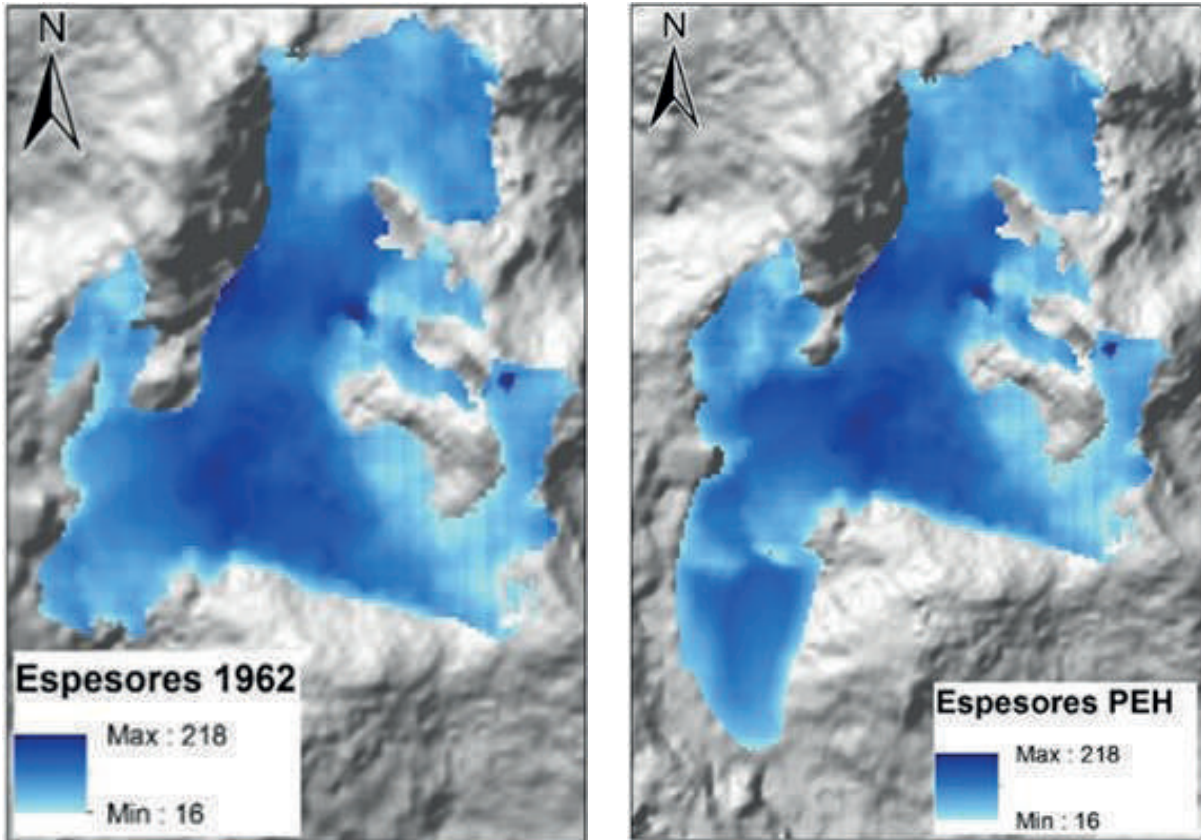 N
Espesores 1962
Max : 218
Min : 16
N
Espesores PEH
Max : 218
Min : 16